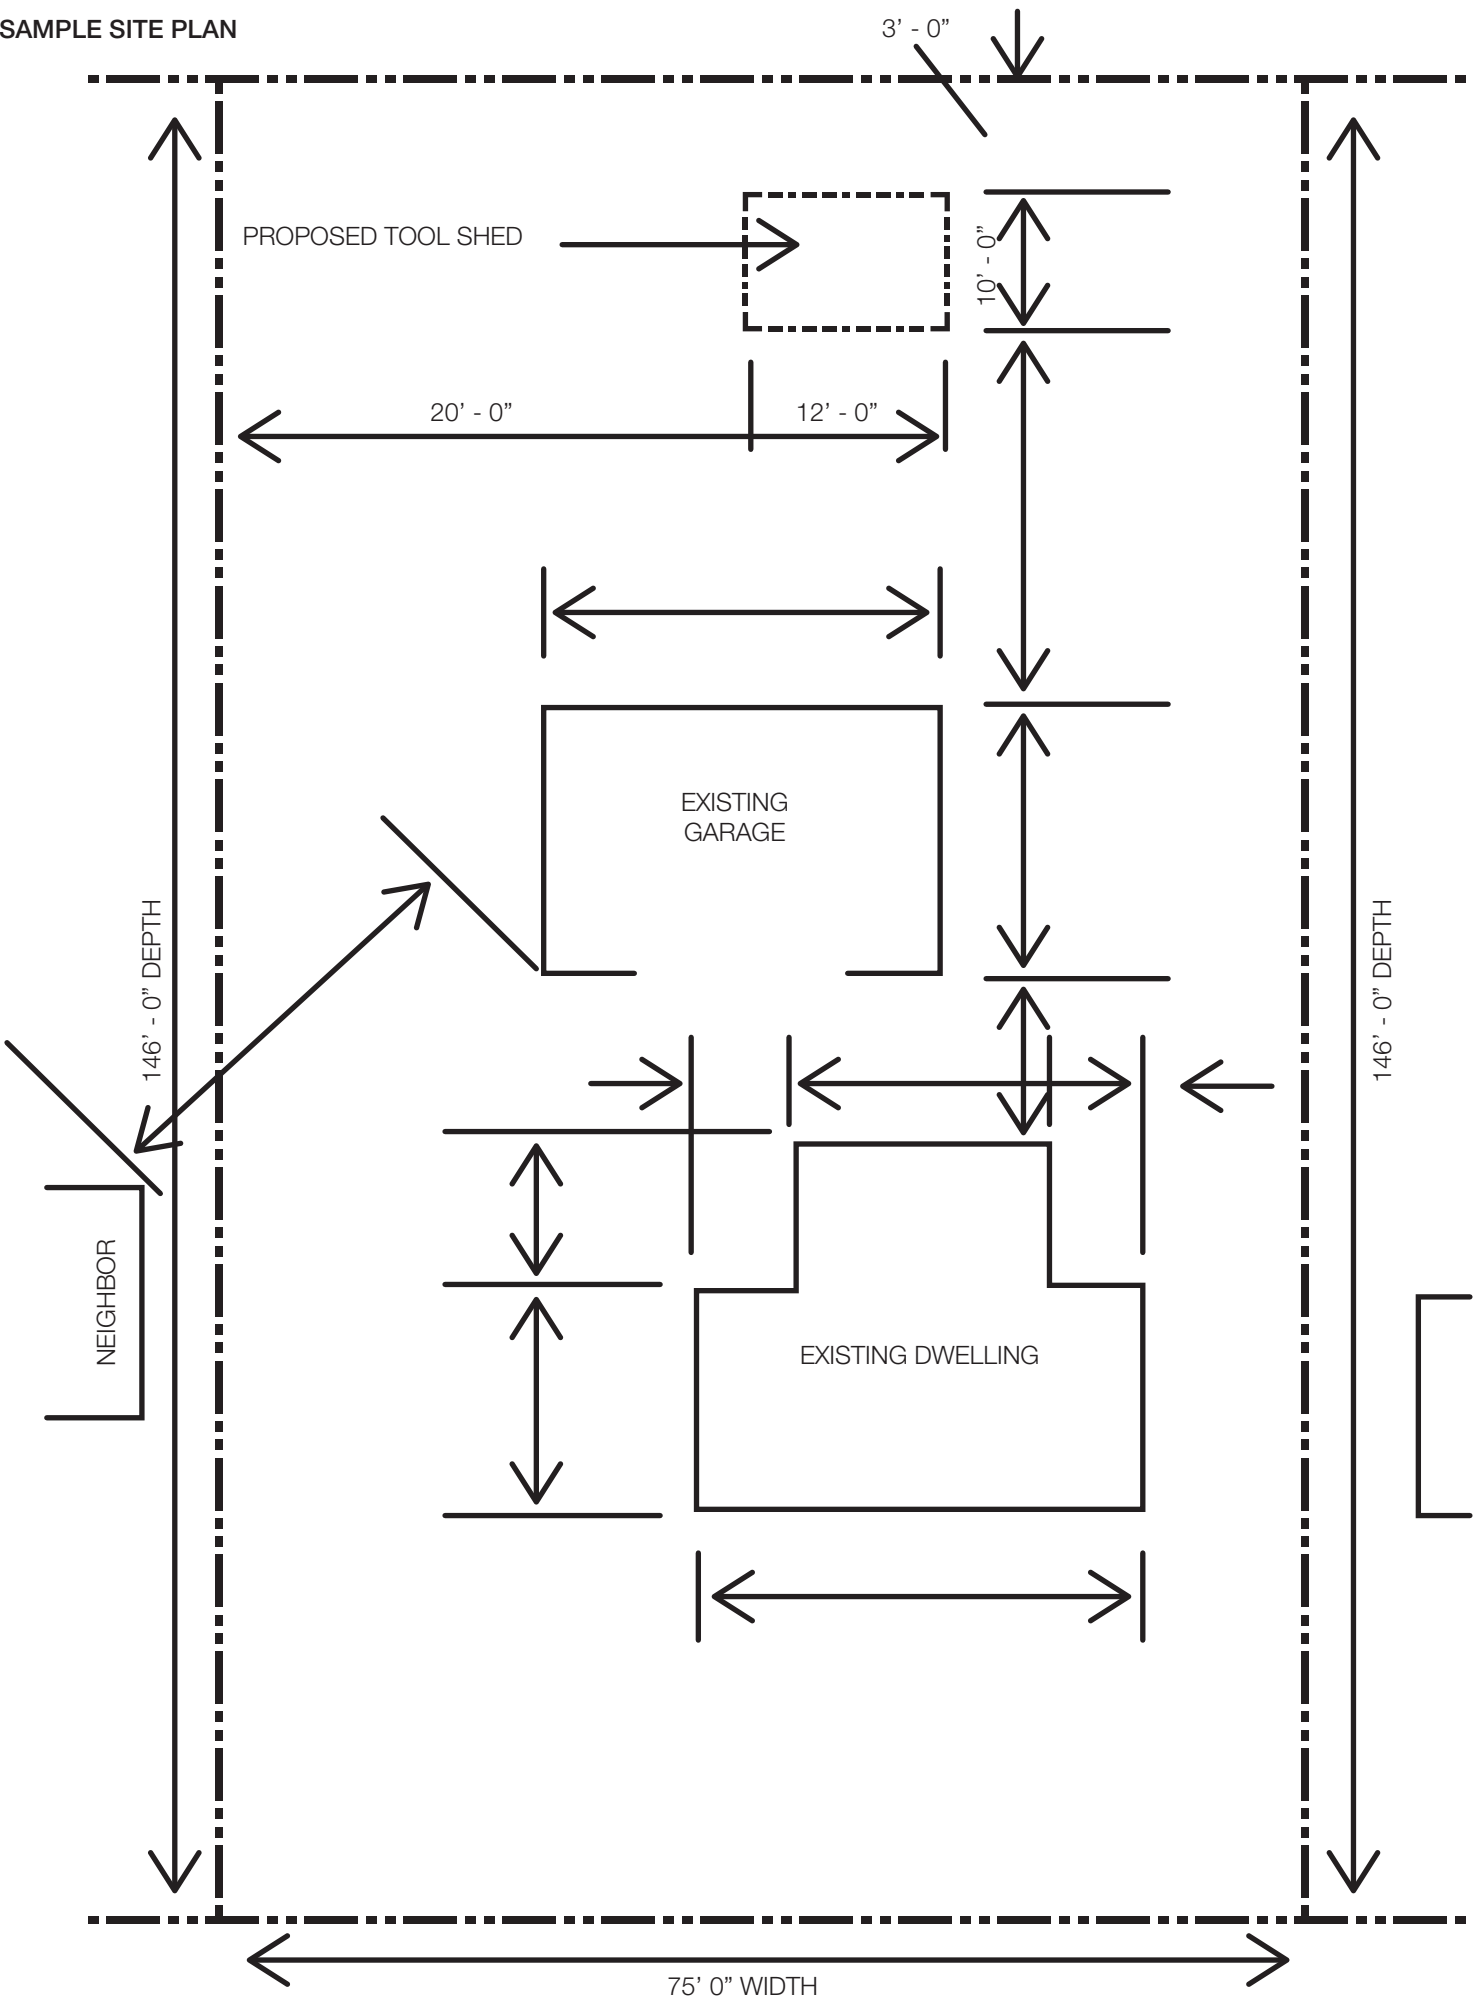 SAMPLE SITE PLAN
3’ - 0”
PROPOSED TOOL SHED
10’ - 0”
20’ - 0”
12’ - 0”
EXISTING
GARAGE
146’ - 0” DEPTH
146’ - 0” DEPTH
NEIGHBOR
EXISTING DWELLING
75’ 0” WIDTH